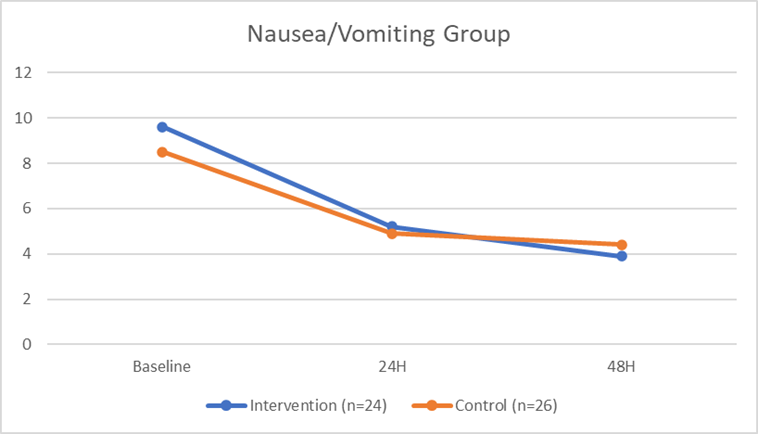 Nausea/Vomiting Group
12
10
8
6
4
2
0
Baseline 24H 48H
Intervention (n=24) Control (n=26)